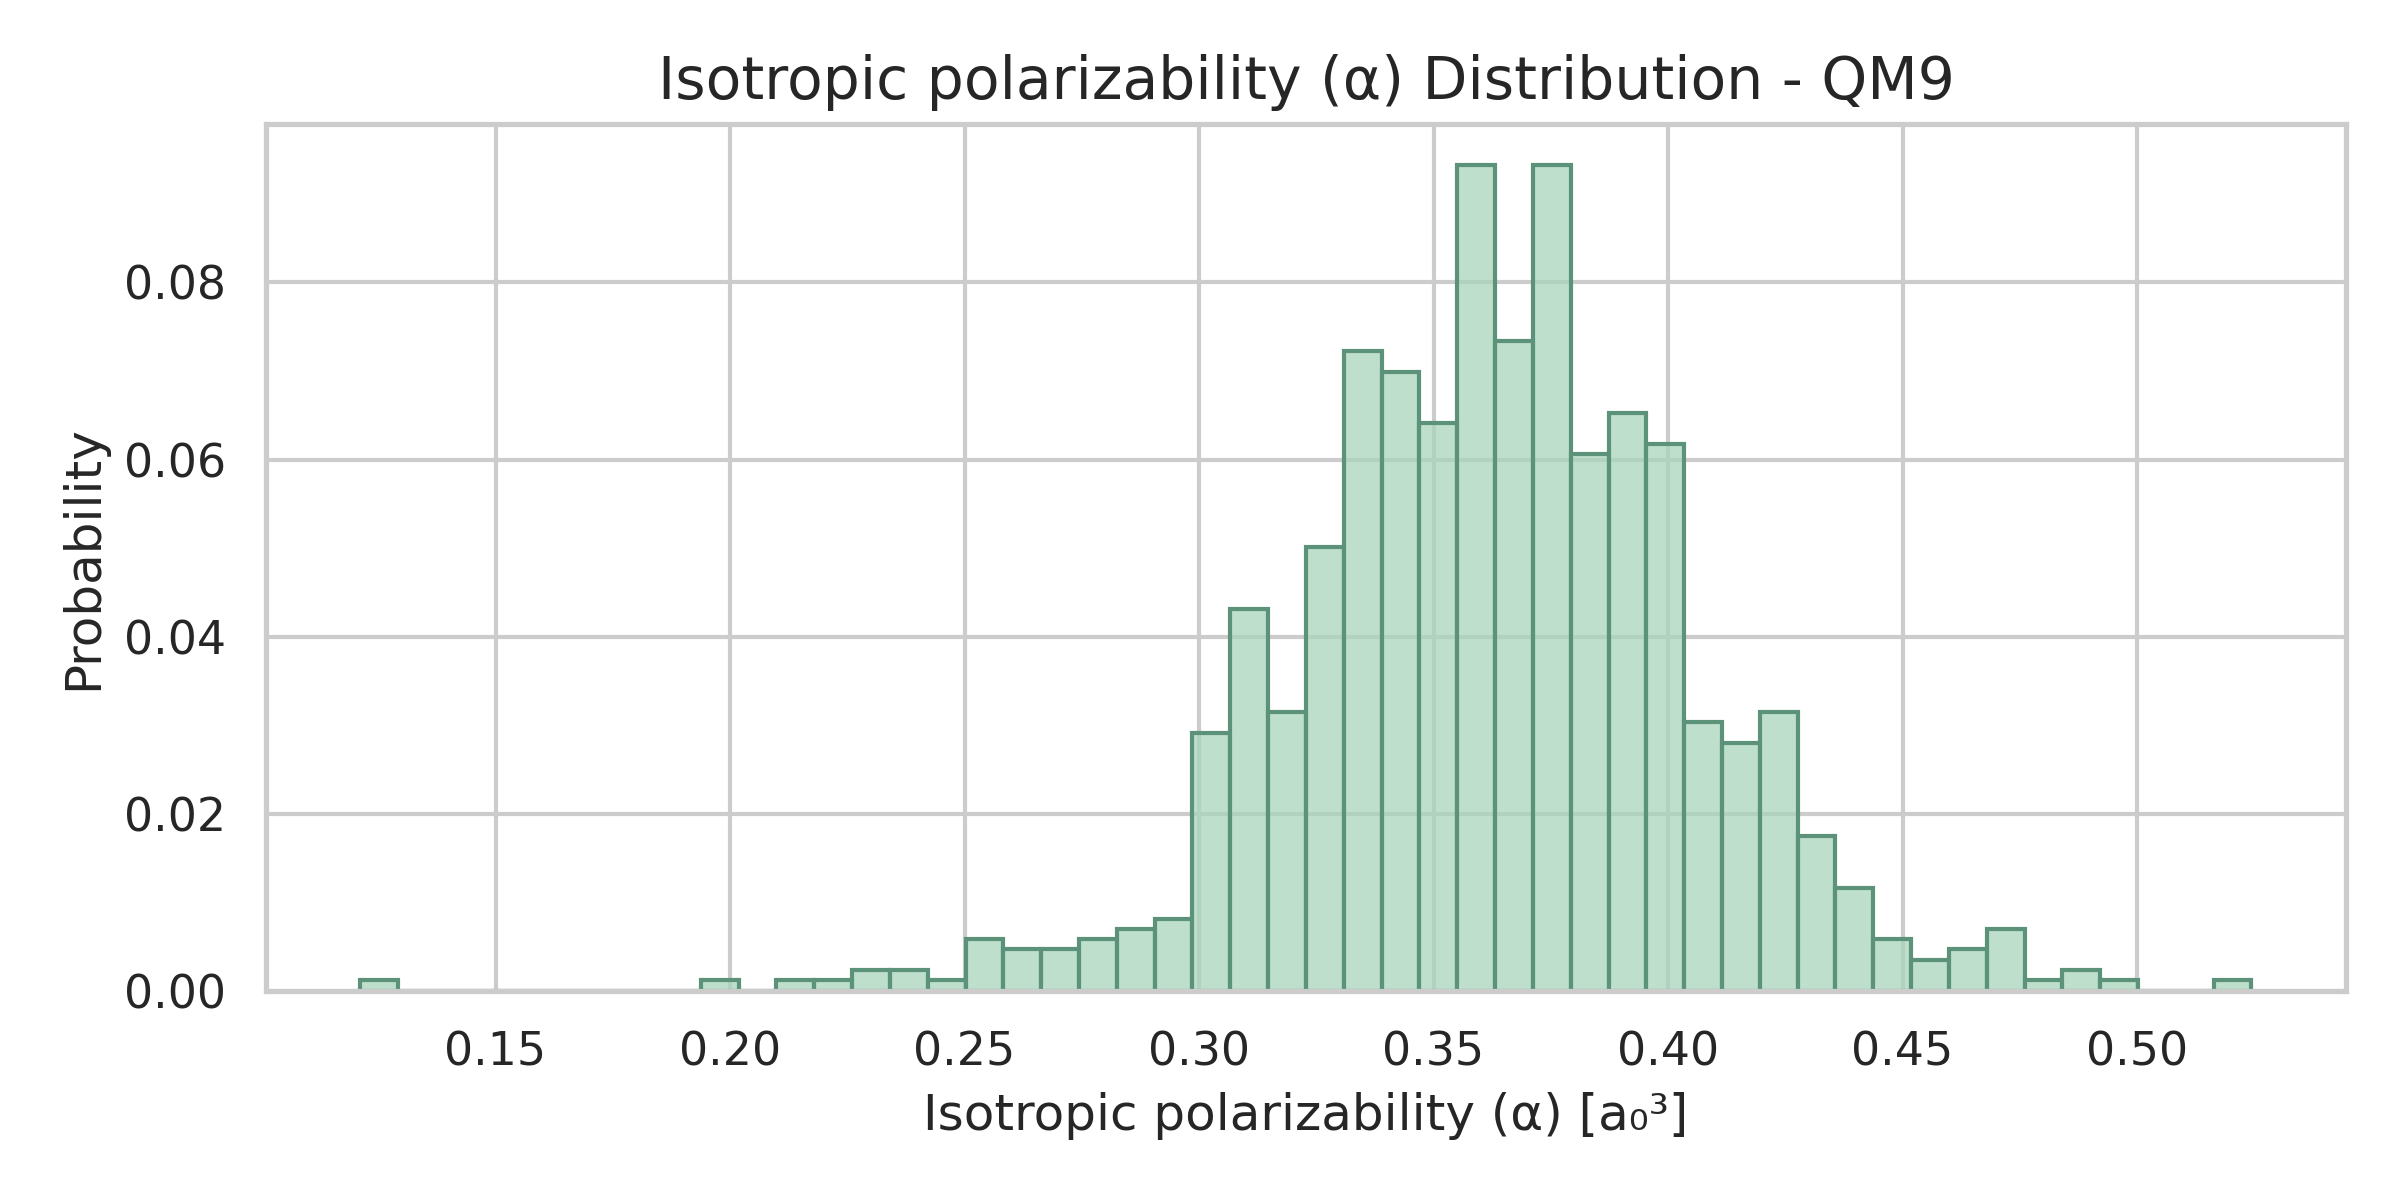 Isotropic polarizability (α) Distribution - QM9
Probability
0.08
0.06
0.04
0.02
0.00
0.15 0.20 0.25 0.30 0.35 0.40 0.45 0.50
Isotropic polarizability (α) [a₀³]